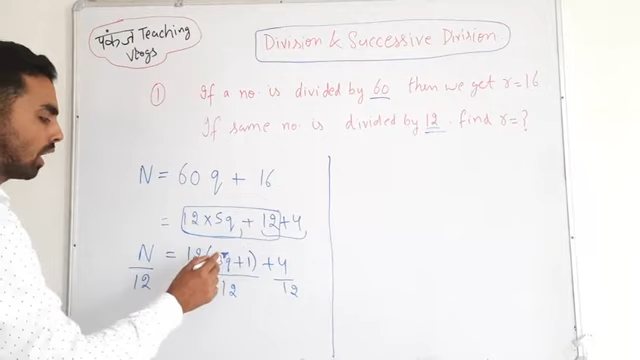 पंकज Teaching
Vlogs
Division & Successive Division
① If a no. is divided by 60 then we get r=16
If same no. is divided by 12. find r=?
N = 60 q + 16
= 12×5q + 12+4
N/12 = 12(5q+1)/12 + 4/12